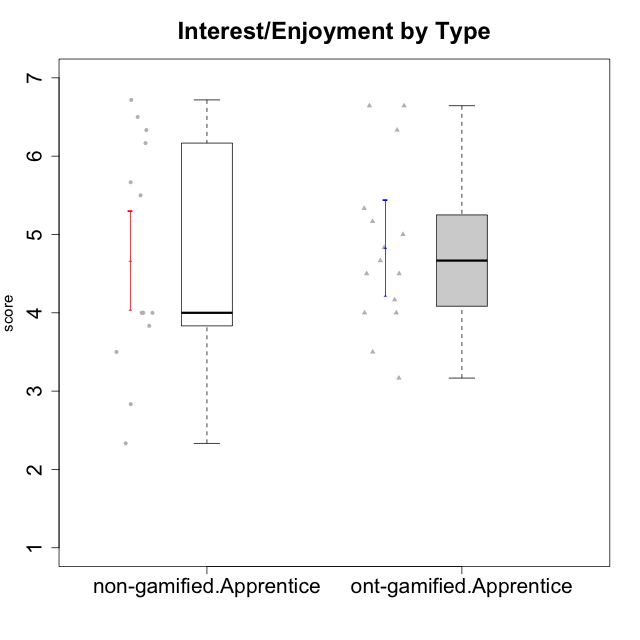 Interest/Enjoyment by Type
7
6
5
4
3
2
1
score
non-gamified.Apprentice
ont-gamified.Apprentice